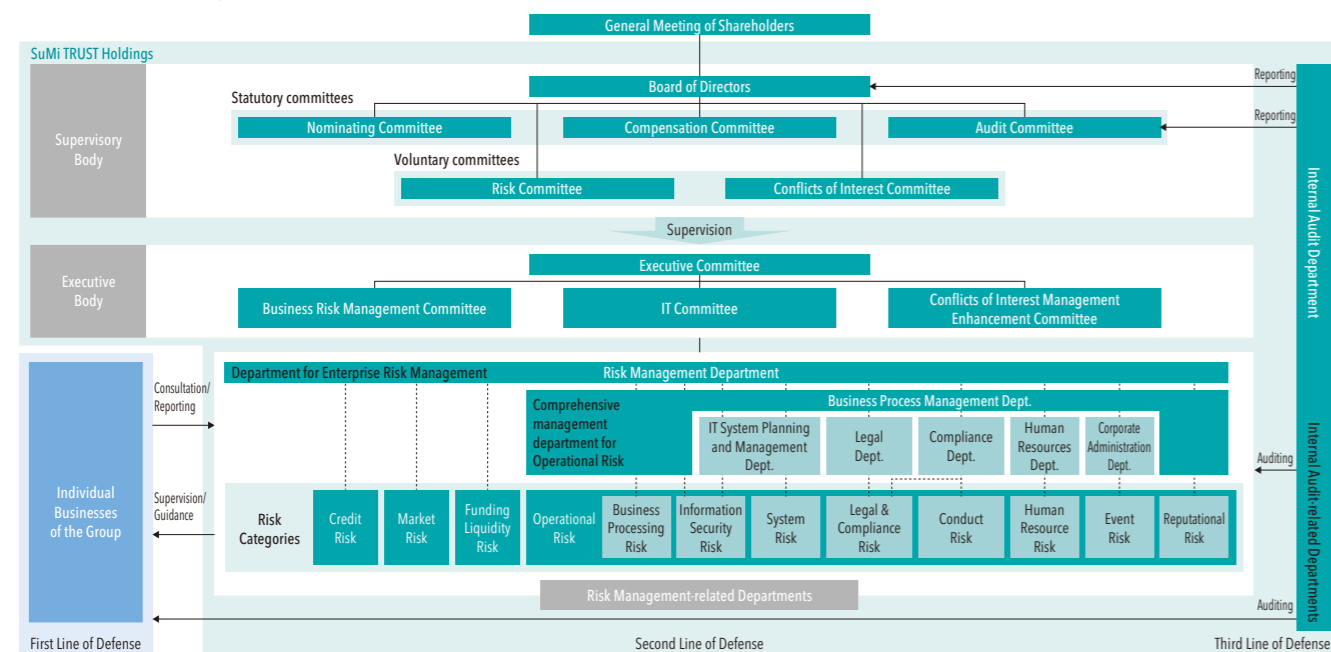 General Meeting of Shareholders
SuMi TRUST Holdings
Supervisory
Body
Board of Directors
Statutory committees
Nominating Committee
Compensation Committee
Audit Committee
Voluntary committees
Risk Committee
Conflicts of Interest Committee
Reporting
Reporting
Supervision
Executive
Body
Executive Committee
Business Risk Management Committee
IT Committee
Conflicts of Interest Management
Enhancement Committee
Internal Audit Department
Individual
Businesses
of the Group
Consultation/
Reporting
Supervision/
Guidance
Department for Enterprise Risk Management
Risk Management Department
Comprehensive
management
department for
Operational Risk
Business Process Management Dept.
IT System Planning
and Management
Dept.
Legal
Dept.
Compliance
Dept.
Human
Resources
Dept.
Corporate
Administration
Dept.
Risk
Categories
Credit
Risk
Market
Risk
Funding
Liquidity
Risk
Operational
Risk
Business
Processing
Risk
Information
Security
Risk
System
Risk
Legal &
Compliance
Risk
Conduct
Risk
Human
Resource
Risk
Event
Risk
Reputational
Risk
Risk Management-related Departments
Auditing
Auditing
Internal Audit-related Departments
First Line of Defense
Second Line of Defense
Third Line of Defense